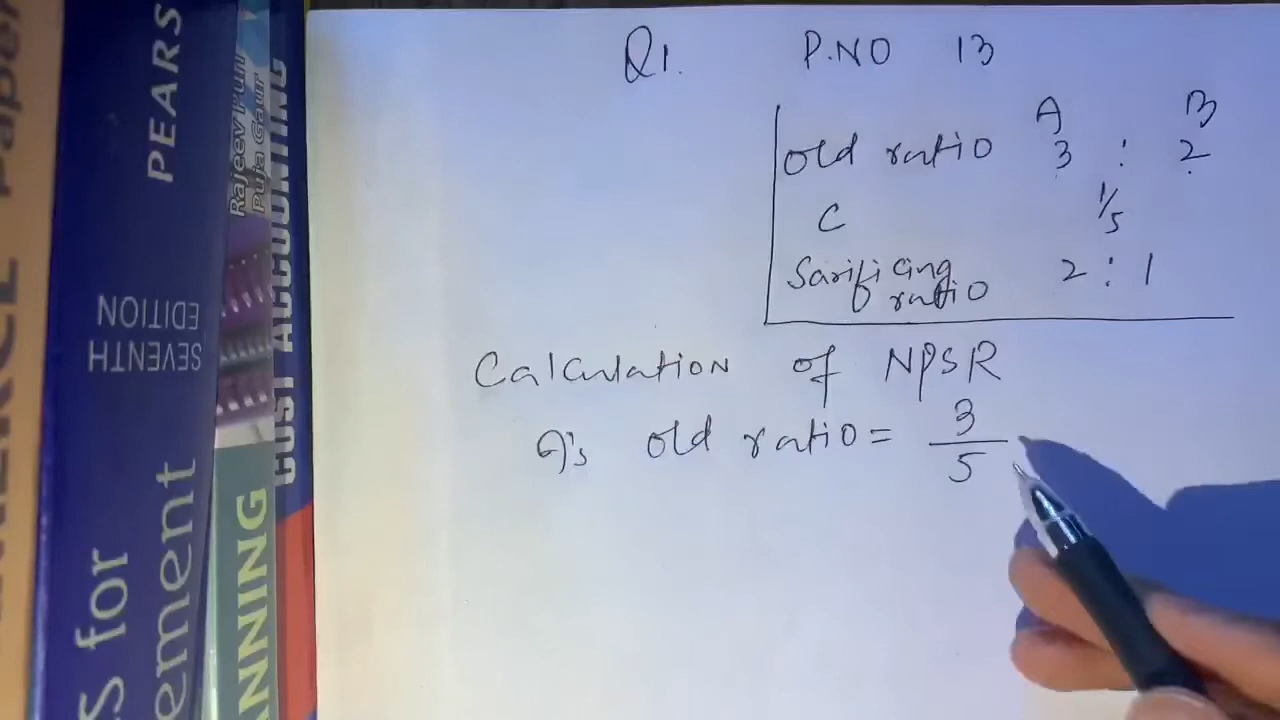 PEARS
SEVENTH
EDITION
s for
ement
Rajeev Puri
Puja Gaur
COST ACCOUNTING
ANNING
Q1. P.NO 13
A B
old ratio 3 : 2
C 1/5
Sarificing
ratio 2 : 1
Calculation of NPSR
A's old ratio = 3/5